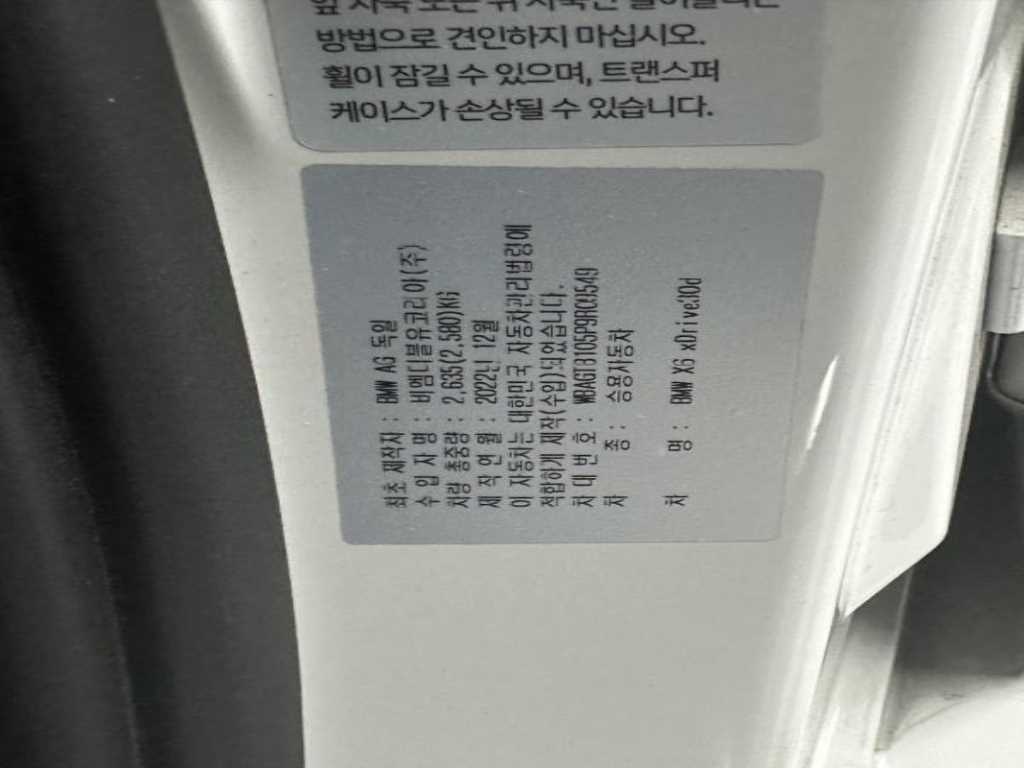 방법으로 견인하지 마십시오.
휠이 잠길 수 있으며, 트랜스퍼
케이스가 손상될 수 있습니다.
최초 제작자 : BMW AG 독일
수 입 자 명 : 비엠더블유코리아(주)
차량 총중량 : 2,635(2,580)KG
제 작 연 월 : 2022년 12월
이 자동차는 대한민국 자동차관리법령에
적합하게 제작(수입)되었습니다.
차 대 번 호 :
차 종 : 승용자동차
차 명 : BMW X6 xDrive30d